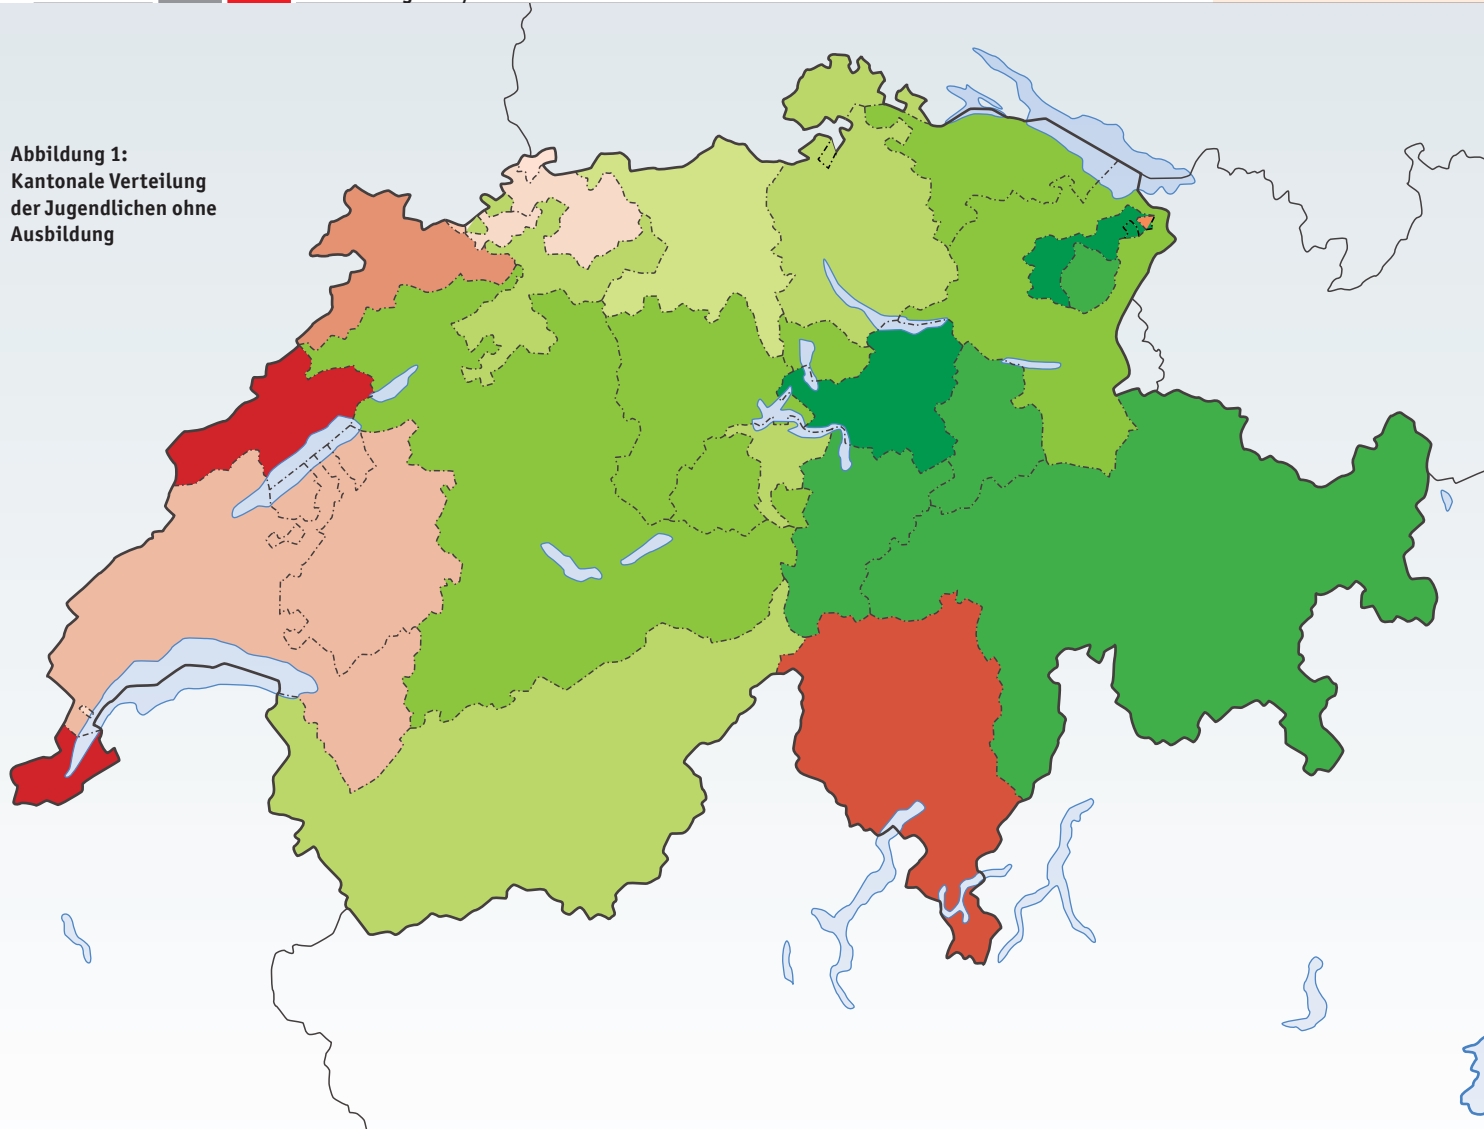 Abbildung 1:
Kantonale Verteilung
der Jugendlichen ohne
Ausbildung